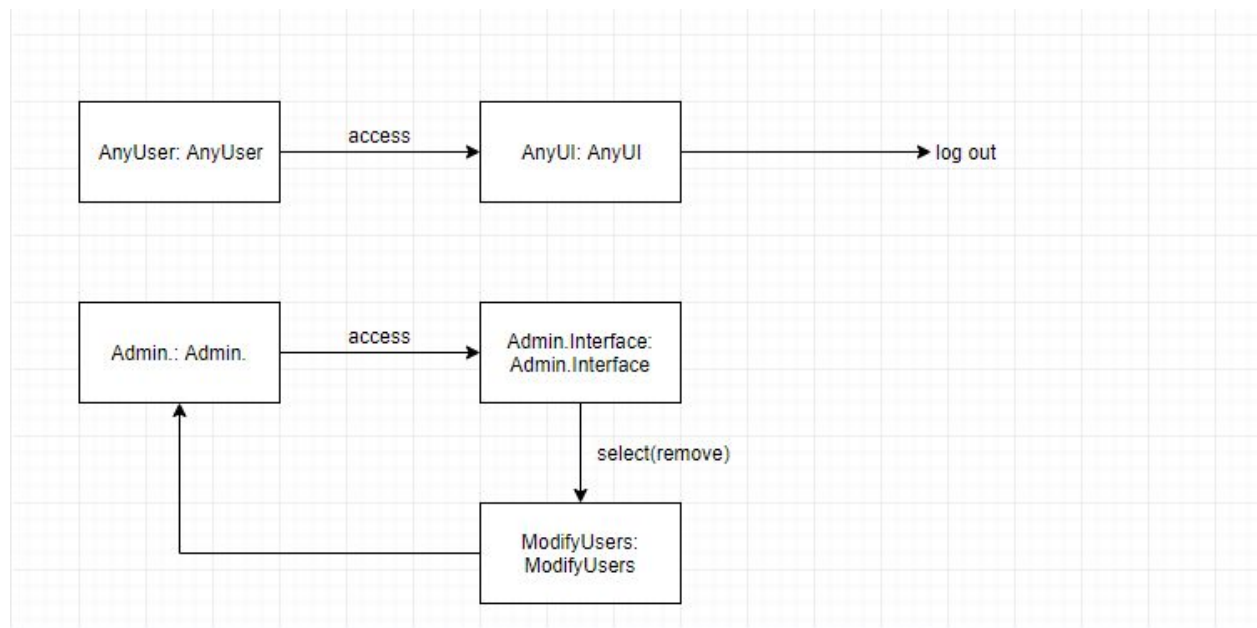 AnyUser: AnyUser
access
AnyUI: AnyUI
log out
Admin.: Admin.
access
Admin.Interface:
Admin.Interface
select(remove)
ModifyUsers:
ModifyUsers